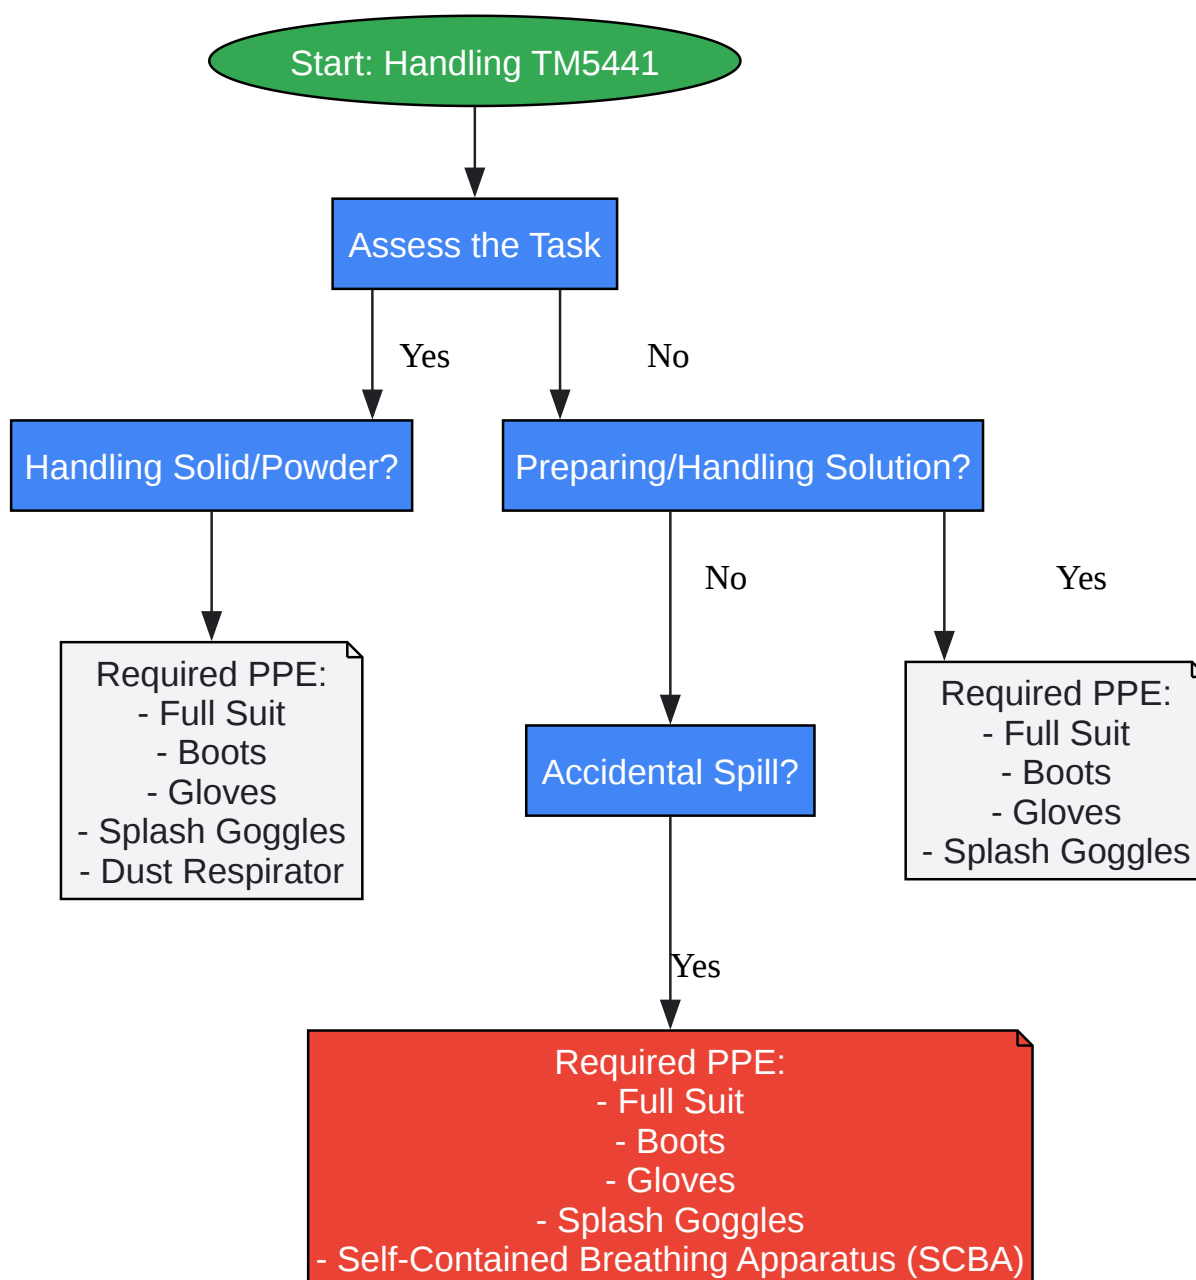 Start: Handling TM5441
Assess the Task
Yes
No
Handling Solid/Powder?
Preparing/Handling Solution?
No
Yes
Required PPE:
- Full Suit
- Boots
- Gloves
- Splash Goggles
- Dust Respirator
Accidental Spill?
Required PPE:
- Full Suit
- Boots
- Gloves
- Splash Goggles
Yes
Required PPE:
- Full Suit
- Boots
- Gloves
- Splash Goggles
- Self-Contained Breathing Apparatus (SCBA)